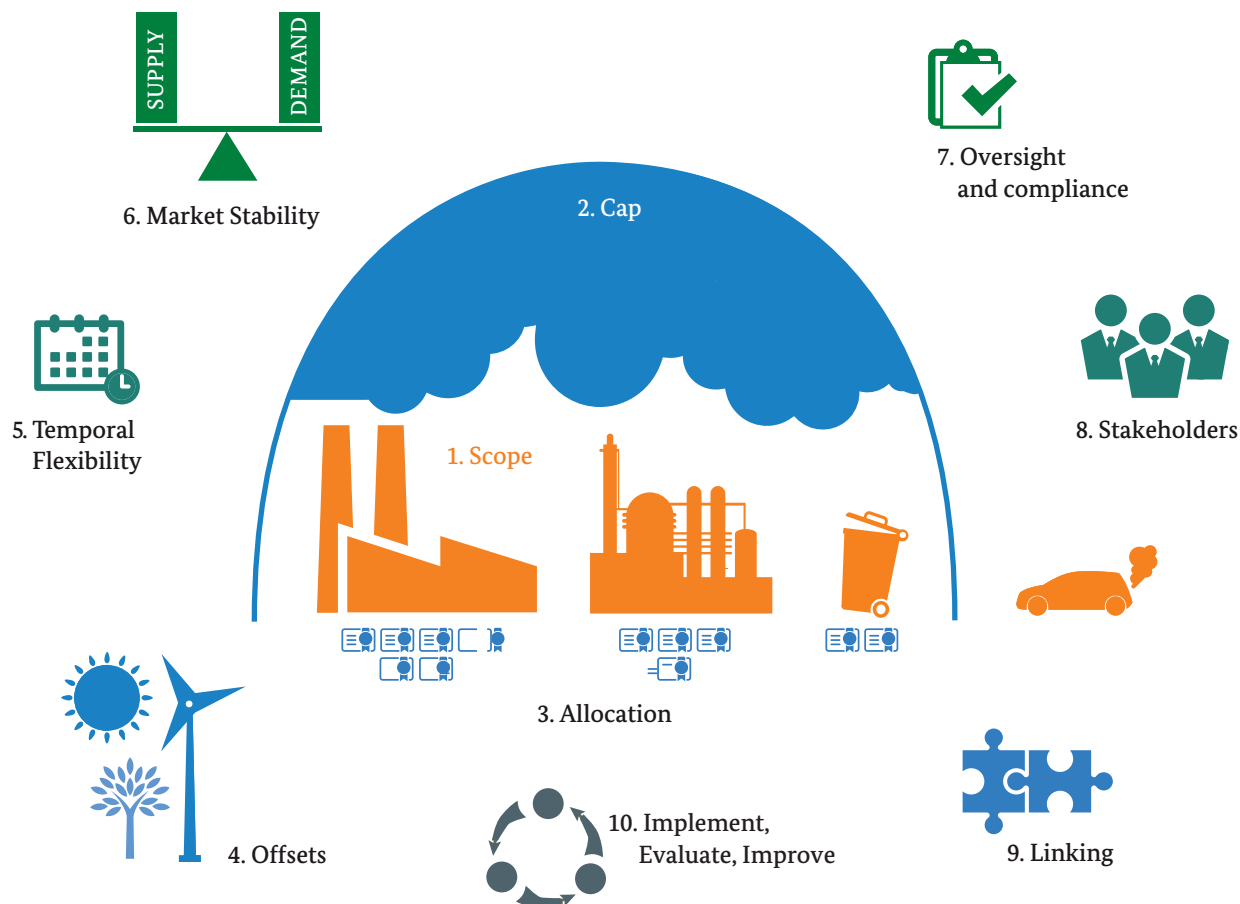 SUPPLY
DEMAND
6. Market Stability
7. Oversight
and compliance
2. Cap
5. Temporal
Flexibility
8. Stakeholders
1. Scope
3. Allocation
4. Offsets
10. Implement,
Evaluate, Improve
9. Linking